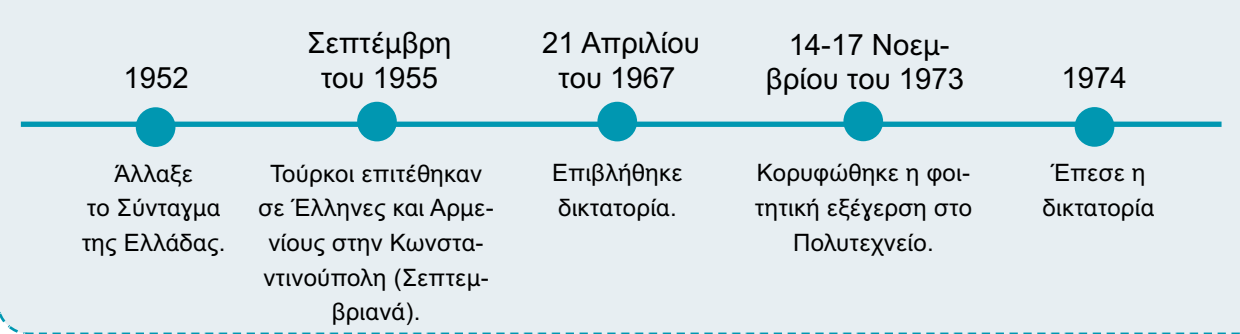 1952
Σεπτέμβρη
του 1955
21 Απριλίου
του 1967
14-17 Νοεμ-
βρίου του 1973
1974
Άλλαξε
το Σύνταγμα
της Ελλάδας.
Τούρκοι επιτέθηκαν
σε Έλληνες και Αρμε-
νίους στην Κωνστα-
ντινούπολη (Σεπτεμ-
βριανά).
Επιβλήθηκε
δικτατορία.
Κορυφώθηκε η φοι-
τητική εξέγερση στο
Πολυτεχνείο.
Έπεσε η
δικτατορία